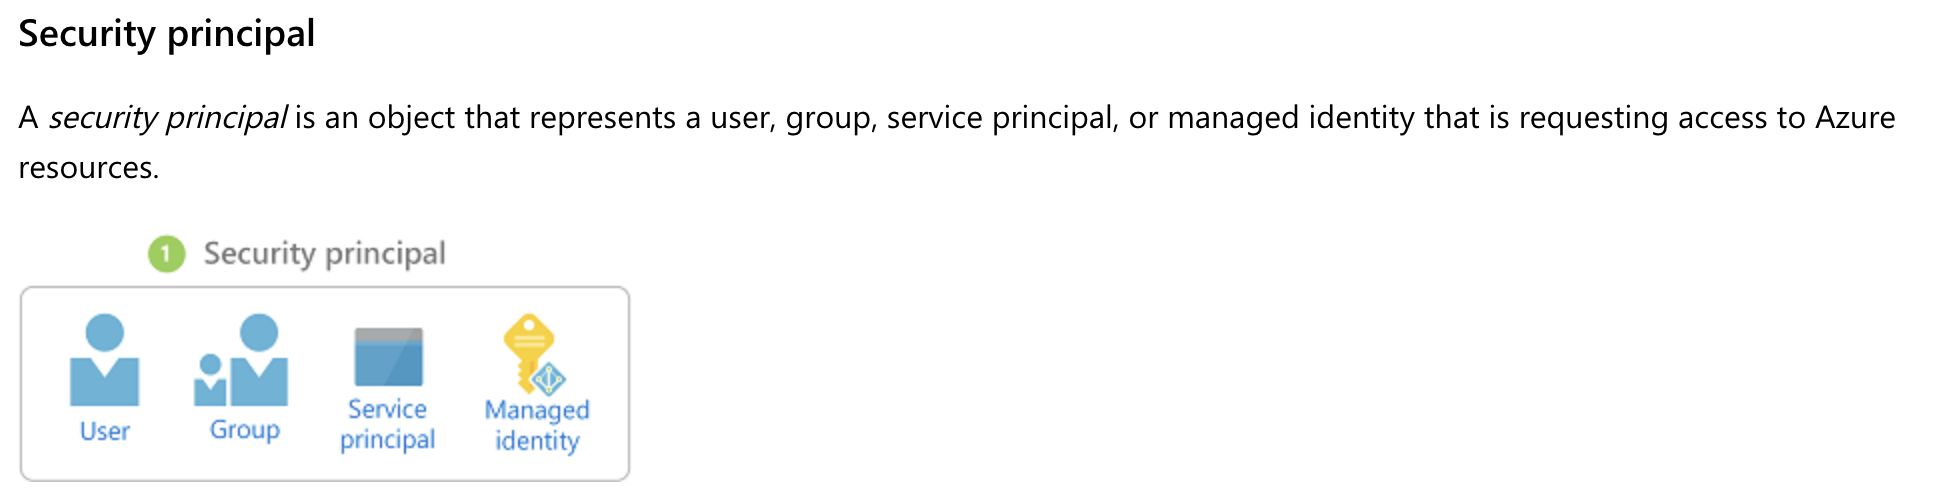 Security principal
A security principal is an object that represents a user, group, service principal, or managed identity that is requesting access to Azure
resources.
1 Security principal
User
Group
Service
principal
Managed
identity